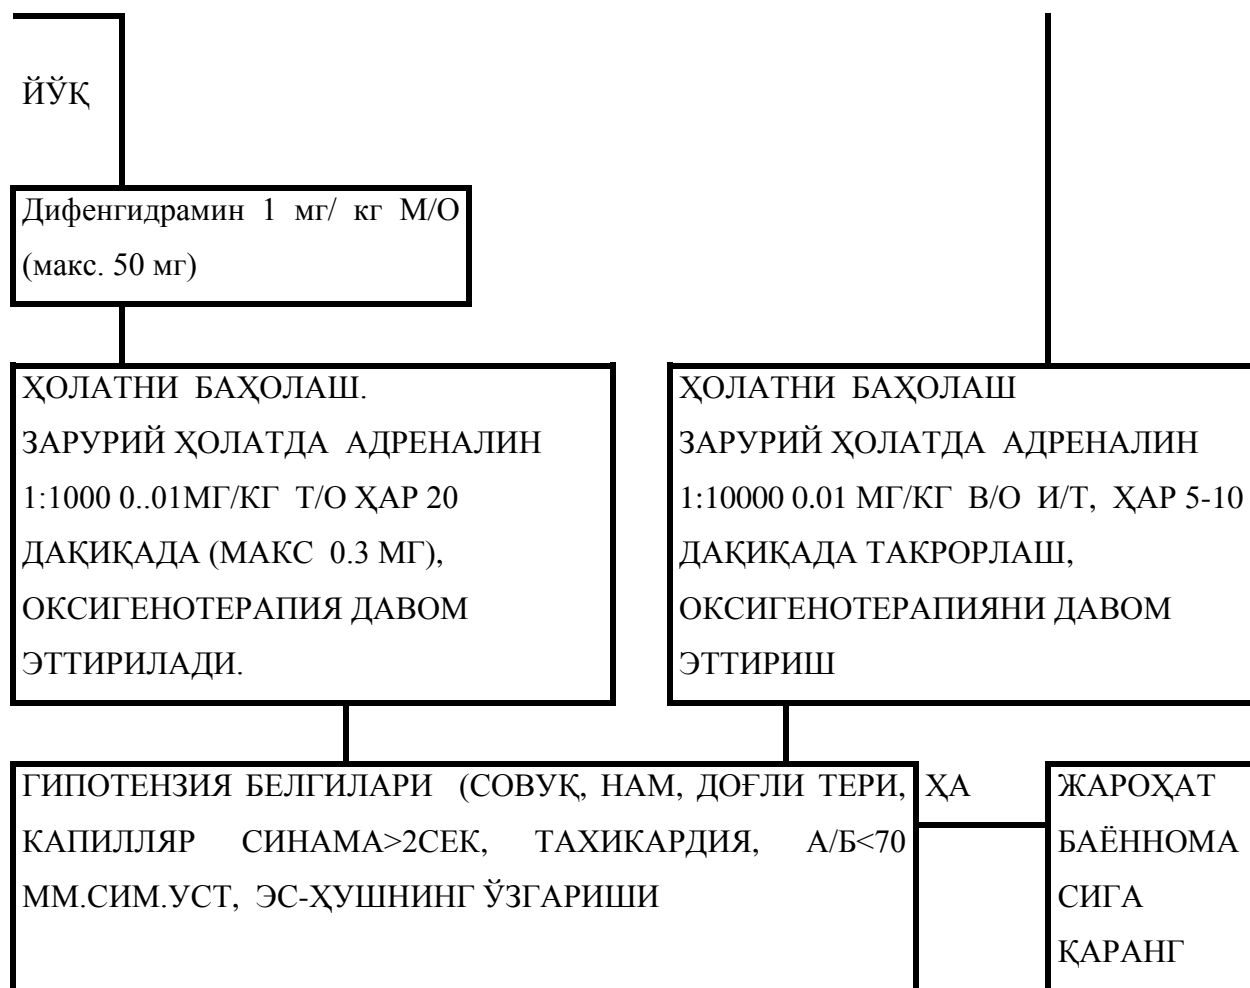 ЙЎҚ
Дифенгидрамин 1 мг/ кг М/О
(макс. 50 мг)
ҲОЛАТНИ БАҲОЛАШ.
ЗАРУРИЙ ҲОЛАТДА АДРЕНАЛИН
1:1000 0..01МГ/КГ Т/О ҲАР 20
ДАҚИҚАДА (МАКС 0.3 МГ),
ОКСИГЕНОТЕРАПИЯ ДАВОМ
ЭТТИРИЛАДИ.
ҲОЛАТНИ БАҲОЛАШ
ЗАРУРИЙ ҲОЛАТДА АДРЕНАЛИН
1:10000 0.01 МГ/КГ В/О И/Т, ҲАР 5-10
ДАҚИҚАДА ТАКРОРЛАШ,
ОКСИГЕНОТЕРАПИЯНИ ДАВОМ
ЭТТИРИШ
ГИПОТЕНЗИЯ БЕЛГИЛАРИ (СОВУҚ, НАМ, ДОҒЛИ ТЕРИ,
КАПИЛЛЯР СИНАМА>2СЕК, ТАХИКАРДИЯ, А/Б<70
ММ.СИМ.УСТ, ЭС-ҲУШНИНГ ЎЗГАРИШИ
ҲА
ЖАРОҲАТ
БАЁННОМА
СИГА
ҚАРАНГ